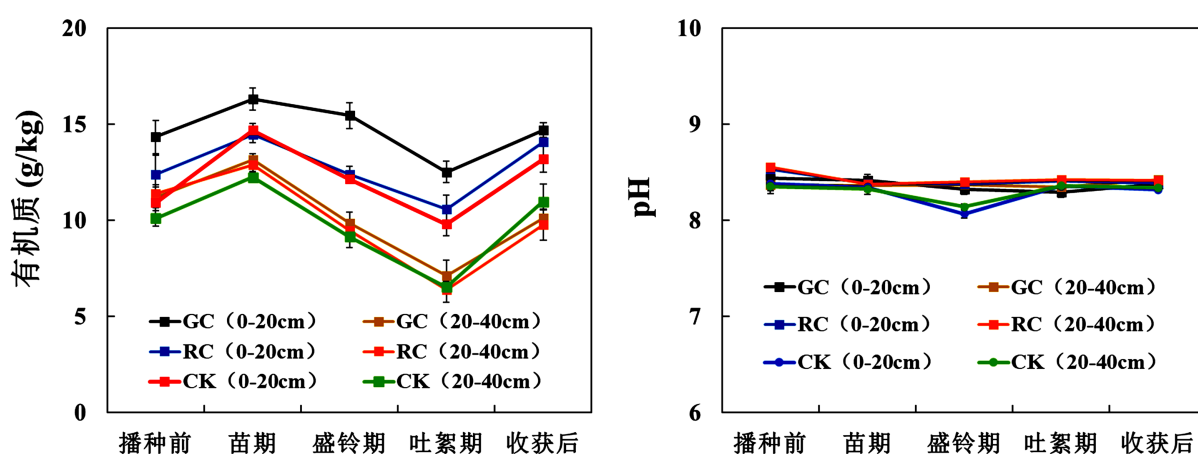 有机质 (g/kg)
20
15
10
5
0
GC（0-20cm） GC（20-40cm）
RC（0-20cm） RC（20-40cm）
CK（0-20cm） CK（20-40cm）
播种前 苗期 盛铃期 吐絮期 收获后
pH
10
9
8
7
6
GC（0-20cm） GC（20-40cm）
RC（0-20cm） RC（20-40cm）
CK（0-20cm） CK（20-40cm）
播种前 苗期 盛铃期 吐絮期 收获后